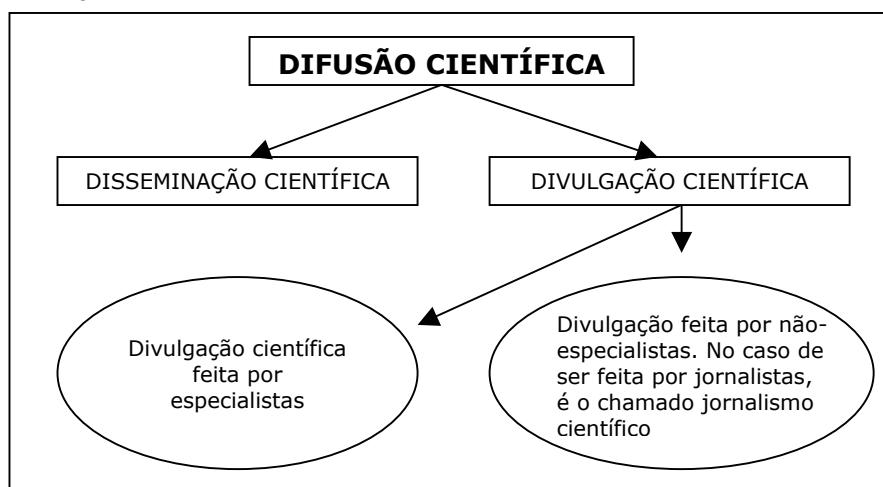 DIFUSÃO CIENTÍFICA
DISSEMINAÇÃO CIENTÍFICA
DIVULGAÇÃO CIENTÍFICA
Divulgação científica
feita por
especialistas
Divulgação feita por não-
especialistas. No caso de
ser feita por jornalistas,
é o chamado jornalismo
científico